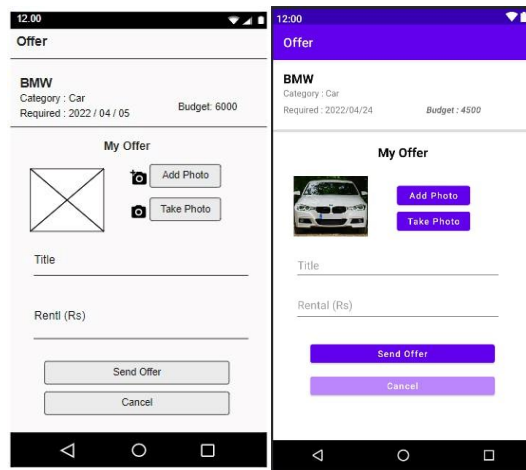 12.00
Offer
BMW
Category : Car
Required : 2022 / 04 / 05
Budget: 6000
My Offer
Add Photo
Take Photo
Title
Rentl (Rs)
Send Offer
Cancel
12:00
Offer
BMW
Category : Car
Required : 2022/04/24
Budget : 4500
My Offer
Add Photo
Take Photo
Title
Rental (Rs)
Send Offer
Cancel